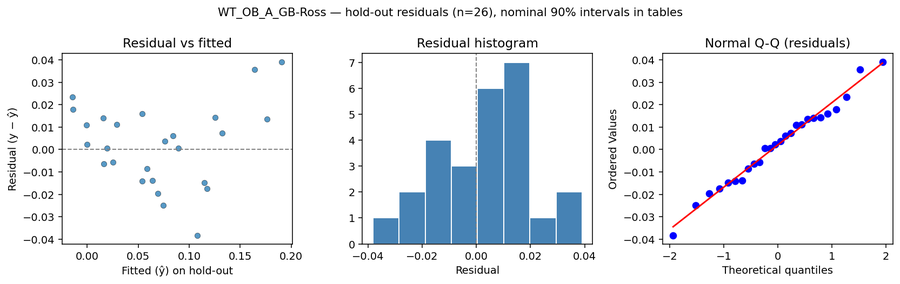 WT_OB_A_GB-Ross — hold-out residuals (n=26), nominal 90% intervals in tables
Residual vs fitted
Residual (y − ŷ)
0.04
0.03
0.02
0.01
0.00
−0.01
−0.02
−0.03
−0.04
0.00 0.05 0.10 0.15 0.20
Fitted (ŷ) on hold-out
Residual histogram
7
6
5
4
3
2
1
0
−0.04 −0.02 0.00 0.02 0.04
Residual
Normal Q-Q (residuals)
Ordered Values
0.04
0.03
0.02
0.01
0.00
−0.01
−0.02
−0.03
−0.04
−2 −1 0 1 2
Theoretical quantiles